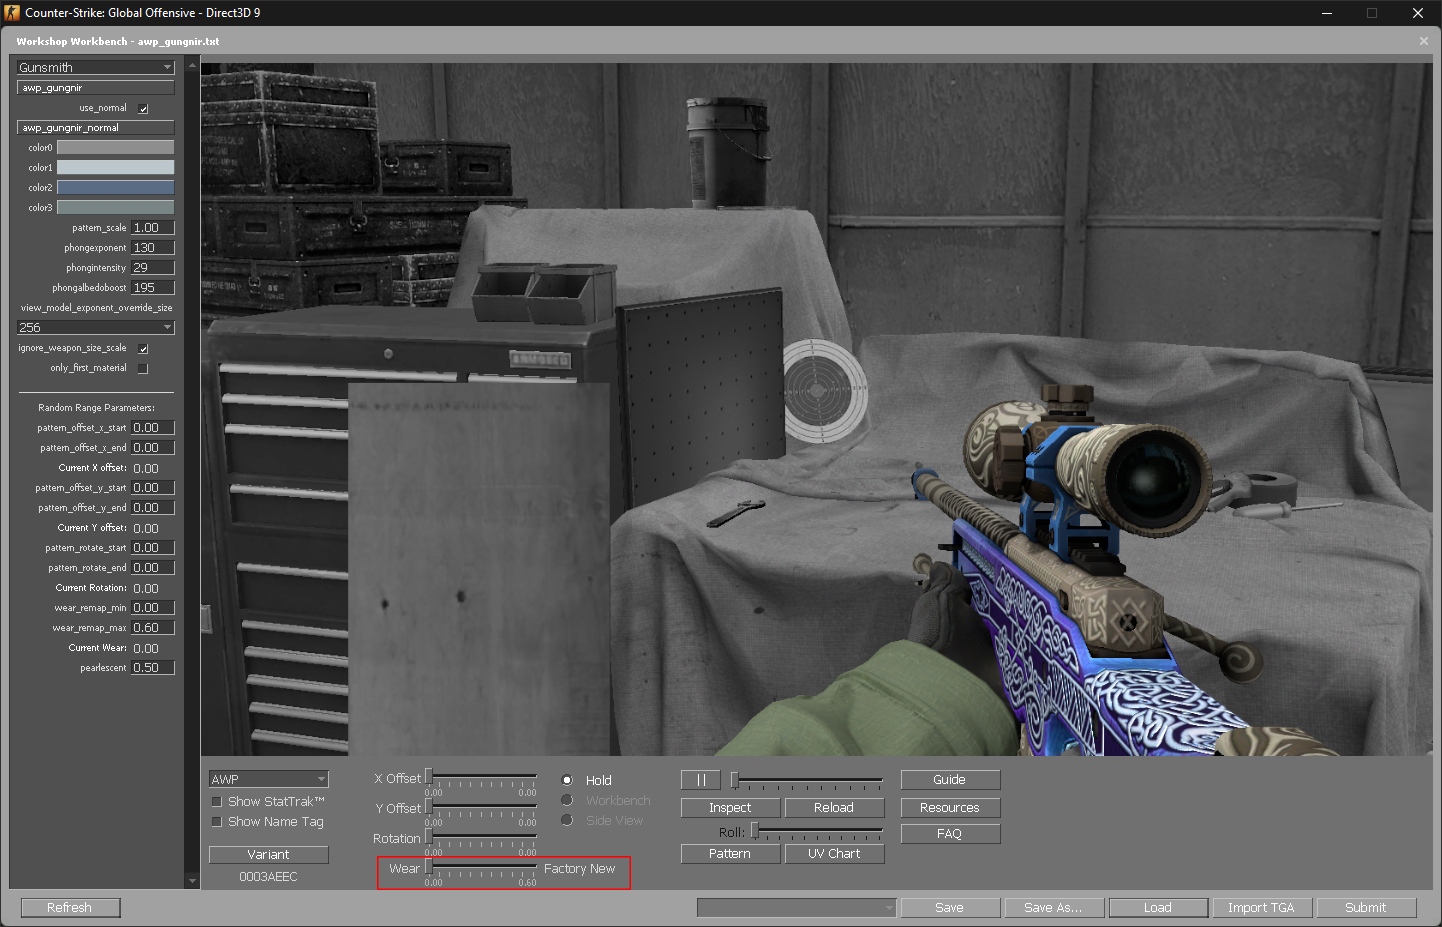 Counter-Strike: Global Offensive - Direct3D 9
Workshop Workbench - awp_gungnir.txt
Gunsmith
awp_gungnir
use_normal
awp_gungnir_normal
color0
color1
color2
color3
pattern_scale 1.00
phongexponent 130
phongintensity 29
phongalbedoboost 195
view_model_exponent_override_size
256
ignore_weapon_size_scale
only_first_material
Random Range Parameters:
pattern_offset_x_start 0.00
pattern_offset_x_end 0.00
Current X offset: 0.00
pattern_offset_y_start 0.00
pattern_offset_y_end 0.00
Current Y offset: 0.00
pattern_rotate_start 0.00
pattern_rotate_end 0.00
Current Rotation: 0.00
wear_remap_min 0.00
wear_remap_max 0.60
Current Wear: 0.00
pearlescent 0.50
AWP
Show StatTrak™
Show Name Tag
Variant
0003AEEC
X Offset
0.00 0.00
Y Offset
0.00 0.00
Rotation
0.00 0.00
Wear Factory New
0.00 0.60
Hold
Workbench
Side View
Inspect Reload
Roll:
Pattern UV Chart
Guide
Resources
FAQ
Refresh Save Save As... Load Import TGA Submit